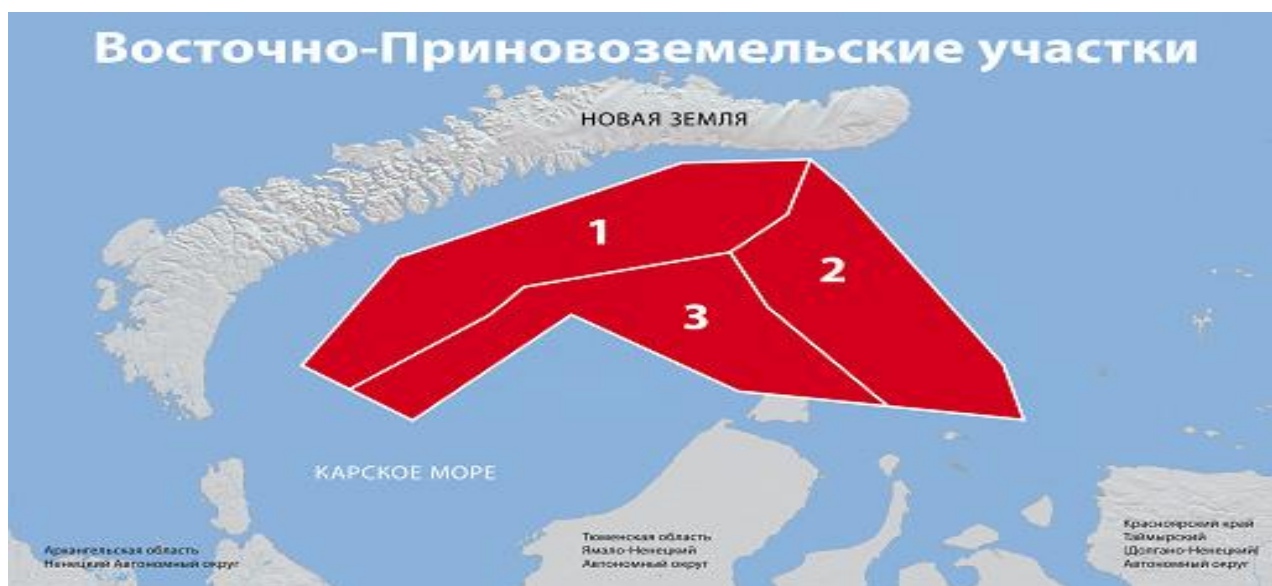 Восточно-Приновоземельские участки
НОВАЯ ЗЕМЛЯ
1
2
3
КАРСКОЕ МОРЕ
Архангельская область
Ненецкий Автономный округ
Тюменская область
Ямало-Ненецкий
Автономный округ
Красноярский край
Таймырский
(Долгано-Ненецкий)
Автономный округ